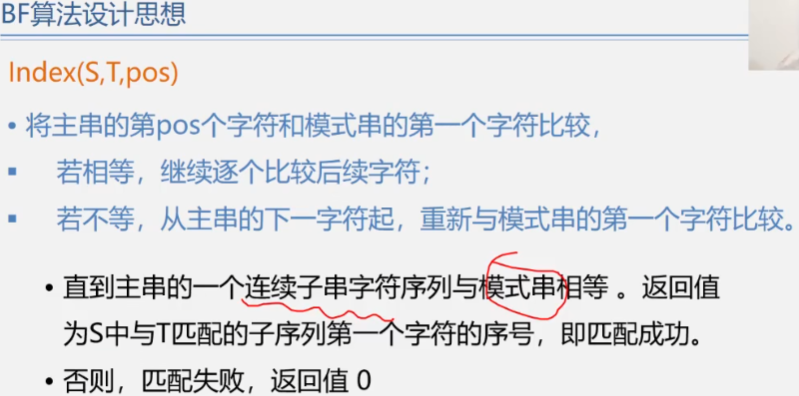 BF算法设计思想
Index(S,T,pos)
• 将主串的第pos个字符和模式串的第一个字符比较，
▪ 若相等，继续逐个比较后续字符；
▪ 若不等，从主串的下一字符起，重新与模式串的第一个字符比较。
• 直到主串的一个连续子串字符序列与模式串相等 。返回值
为S中与T匹配的子序列第一个字符的序号，即匹配成功。
• 否则，匹配失败，返回值 0